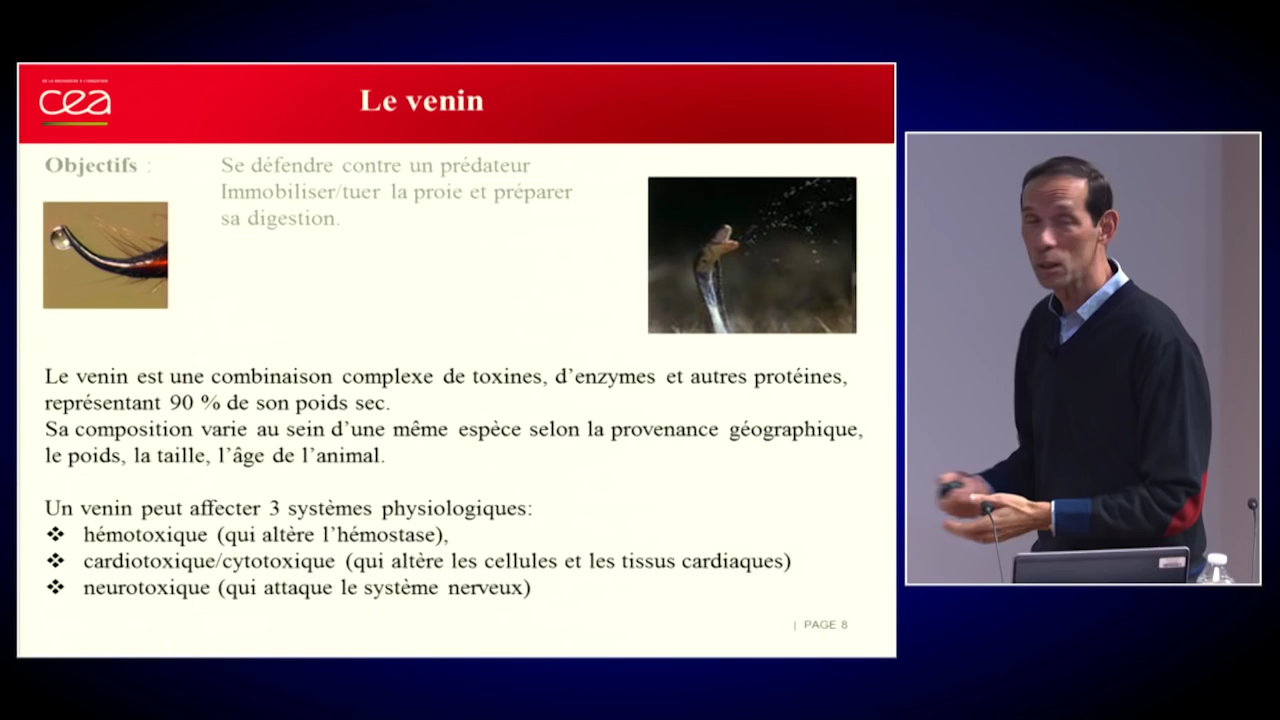 DE LA RECHERCHE À L'INDUSTRIE
cea
Le venin
Objectifs :
Se défendre contre un prédateur
Immobiliser/tuer la proie et préparer
sa digestion.
Le venin est une combinaison complexe de toxines, d'enzymes et autres protéines,
représentant 90 % de son poids sec.
Sa composition varie au sein d'une même espèce selon la provenance géographique,
le poids, la taille, l'âge de l'animal.
Un venin peut affecter 3 systèmes physiologiques:
❖ hémotoxique (qui altère l'hémostase),
❖ cardiotoxique/cytotoxique (qui altère les cellules et les tissus cardiaques)
❖ neurotoxique (qui attaque le système nerveux)
| PAGE 8